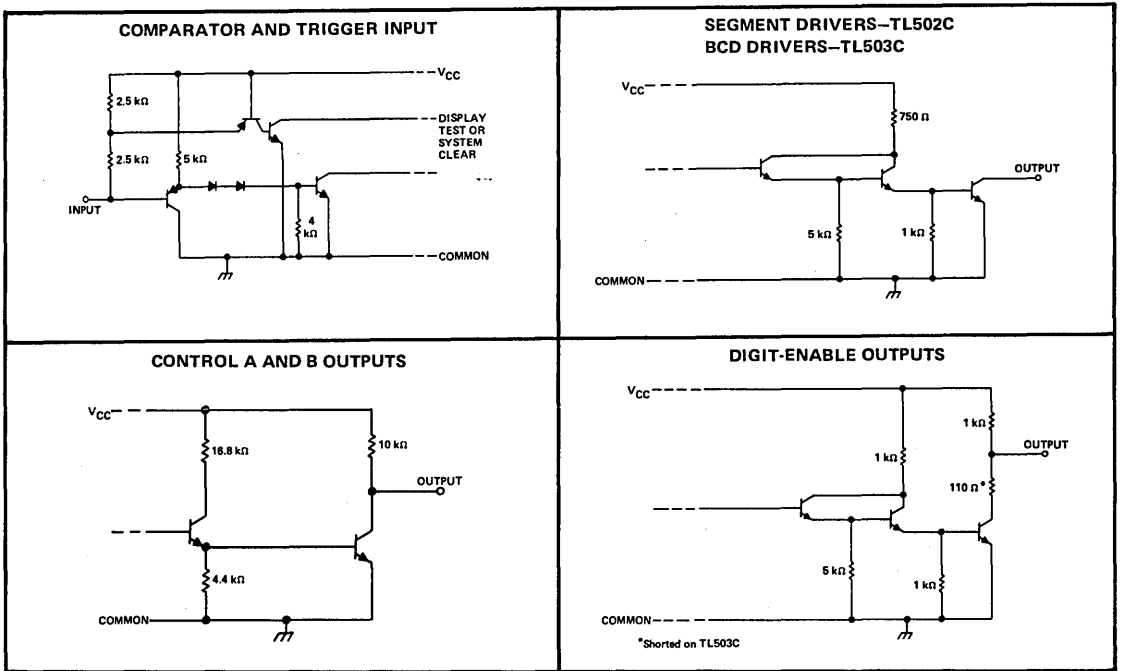 COMPARATOR AND TRIGGER INPUT
VCC
2.5 kΩ
DISPLAY
TEST OR
SYSTEM
CLEAR
2.5 kΩ
5 kΩ
INPUT
4
kΩ
COMMON
SEGMENT DRIVERS–TL502C
BCD DRIVERS–TL503C
VCC
750 Ω
OUTPUT
5 kΩ
1 kΩ
COMMON
CONTROL A AND B OUTPUTS
VCC
16.8 kΩ
10 kΩ
OUTPUT
4.4 kΩ
COMMON
DIGIT-ENABLE OUTPUTS
VCC
1 kΩ
OUTPUT
1 kΩ
110 Ω*
5 kΩ
1 kΩ
COMMON
*Shorted on TL503C